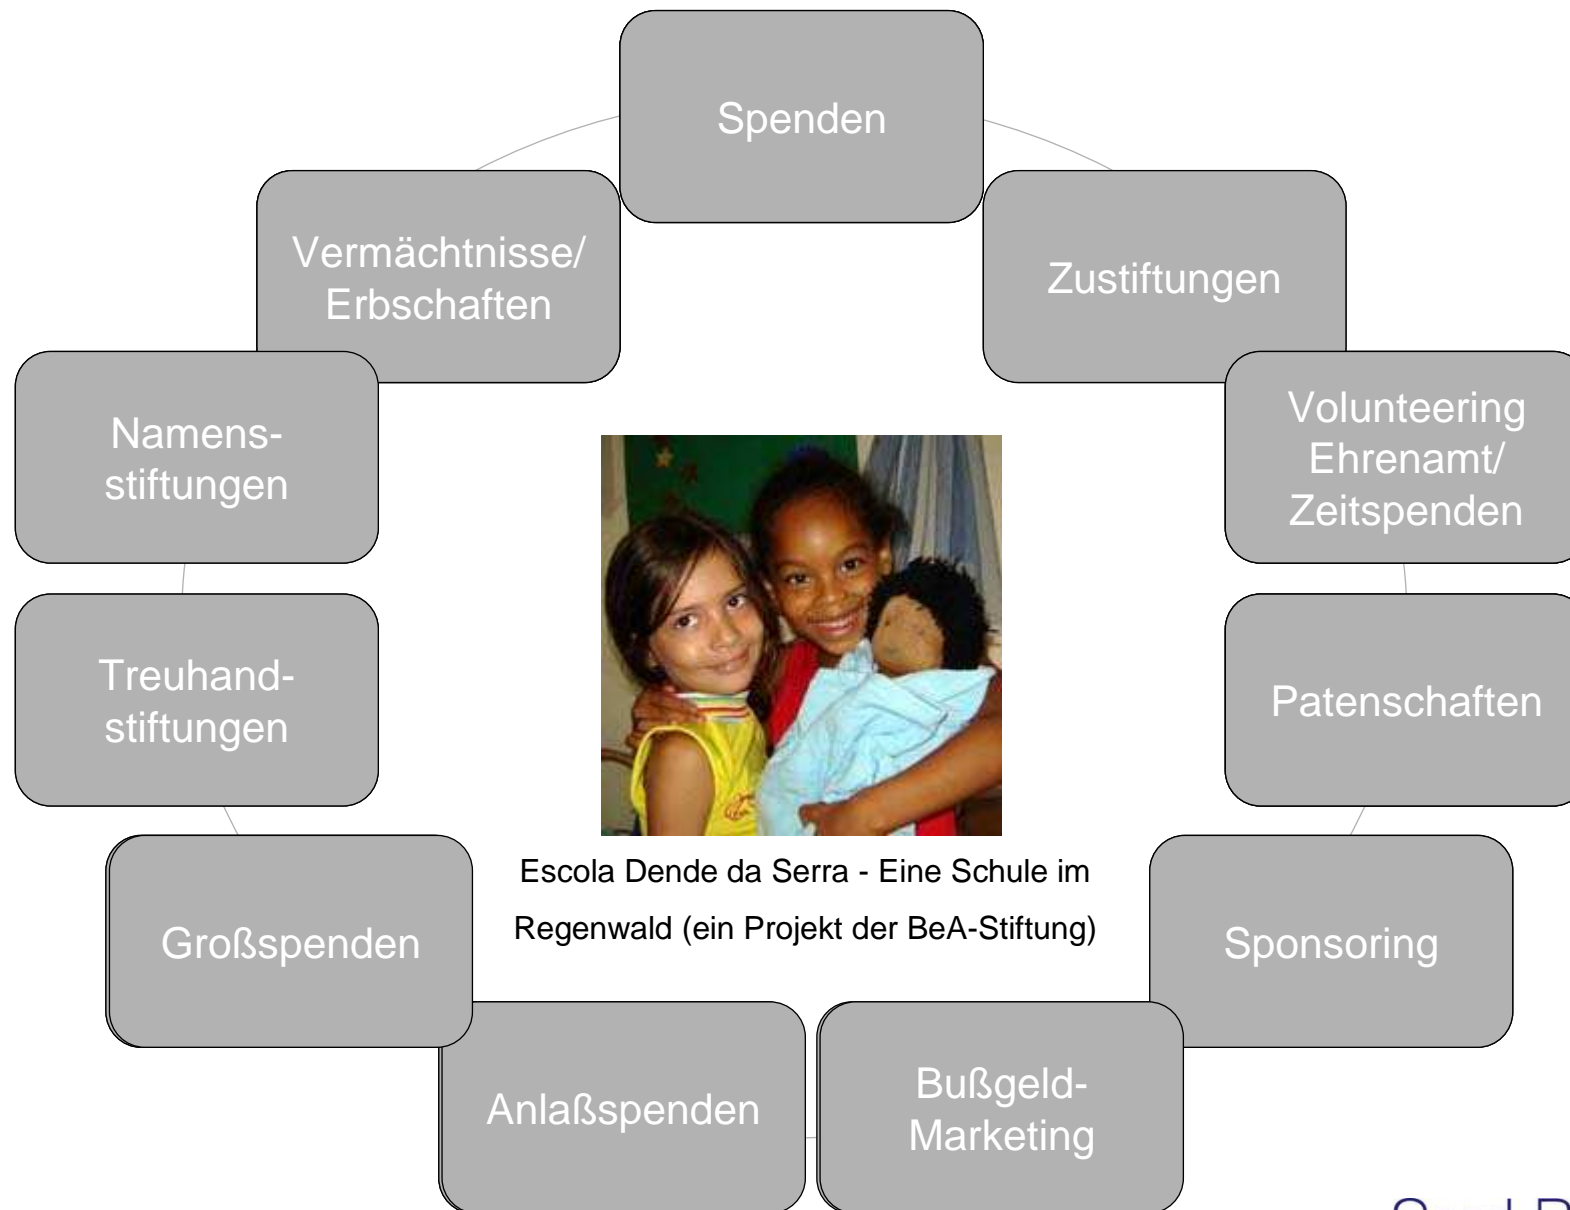 Spenden
Zustiftungen
Volunteering
Ehrenamt/
Zeitspenden
Patenschaften
Sponsoring
Bußgeld-
Marketing
Anlaßspenden
Großspenden
Treuhand-
stiftungen
Namens-
stiftungen
Vermächtnisse/
Erbschaften
Escola Dende da Serra - Eine Schule im
Regenwald (ein Projekt der BeA-Stiftung)